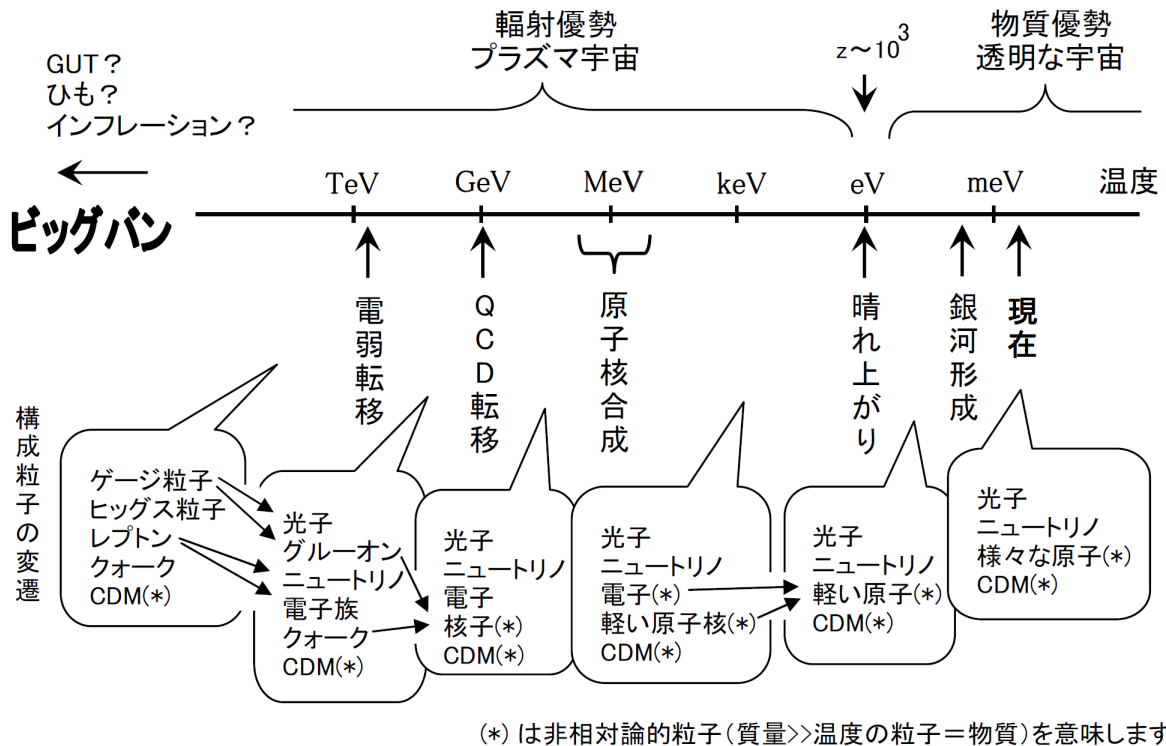 輻射優勢
プラズマ宇宙
z～10³
物質優勢
透明な宇宙
GUT？
ひも？
インフレーション？
TeV
GeV
MeV
keV
eV
meV
温度
ビッグバン
電弱転移
QCD転移
原子核合成
晴れ上がり
銀河形成
現在
構成粒子の変遷
ゲージ粒子
ヒッグス粒子
レプトン
クォーク
CDM(*)
光子
グルーオン
ニュートリノ
電子族
クォーク
CDM(*)
光子
ニュートリノ
電子
核子(*)
CDM(*)
光子
ニュートリノ
電子(*)
軽い原子核(*)
CDM(*)
光子
ニュートリノ
軽い原子(*)
CDM(*)
光子
ニュートリノ
様々な原子(*)
CDM(*)
(*) は非相対論的粒子(質量>>温度の粒子＝物質)を意味します